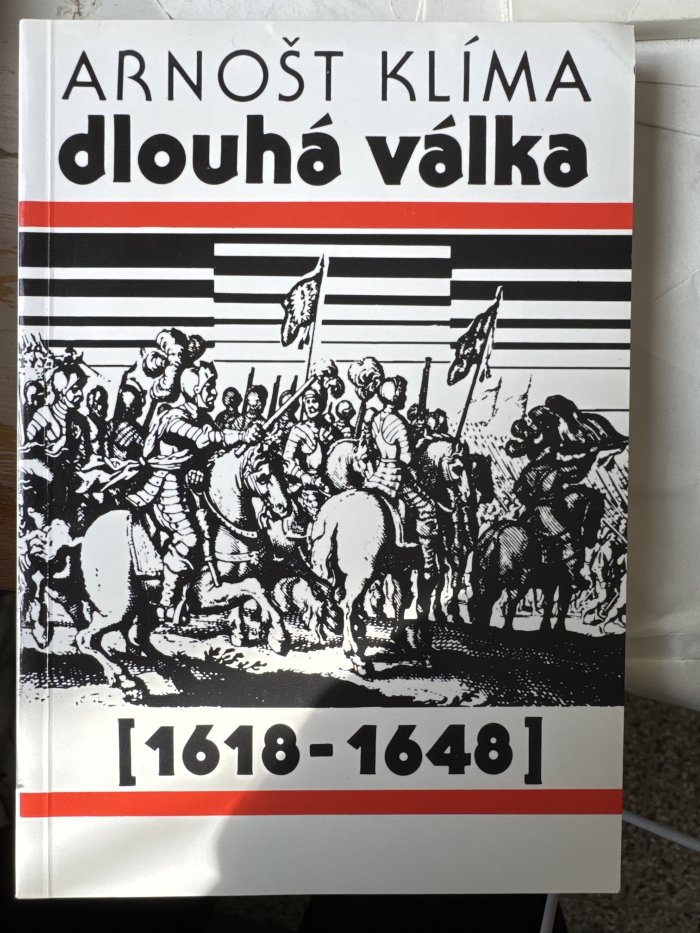 ARNOŠT KLÍMA
dlouhá válka
[1618-1648]